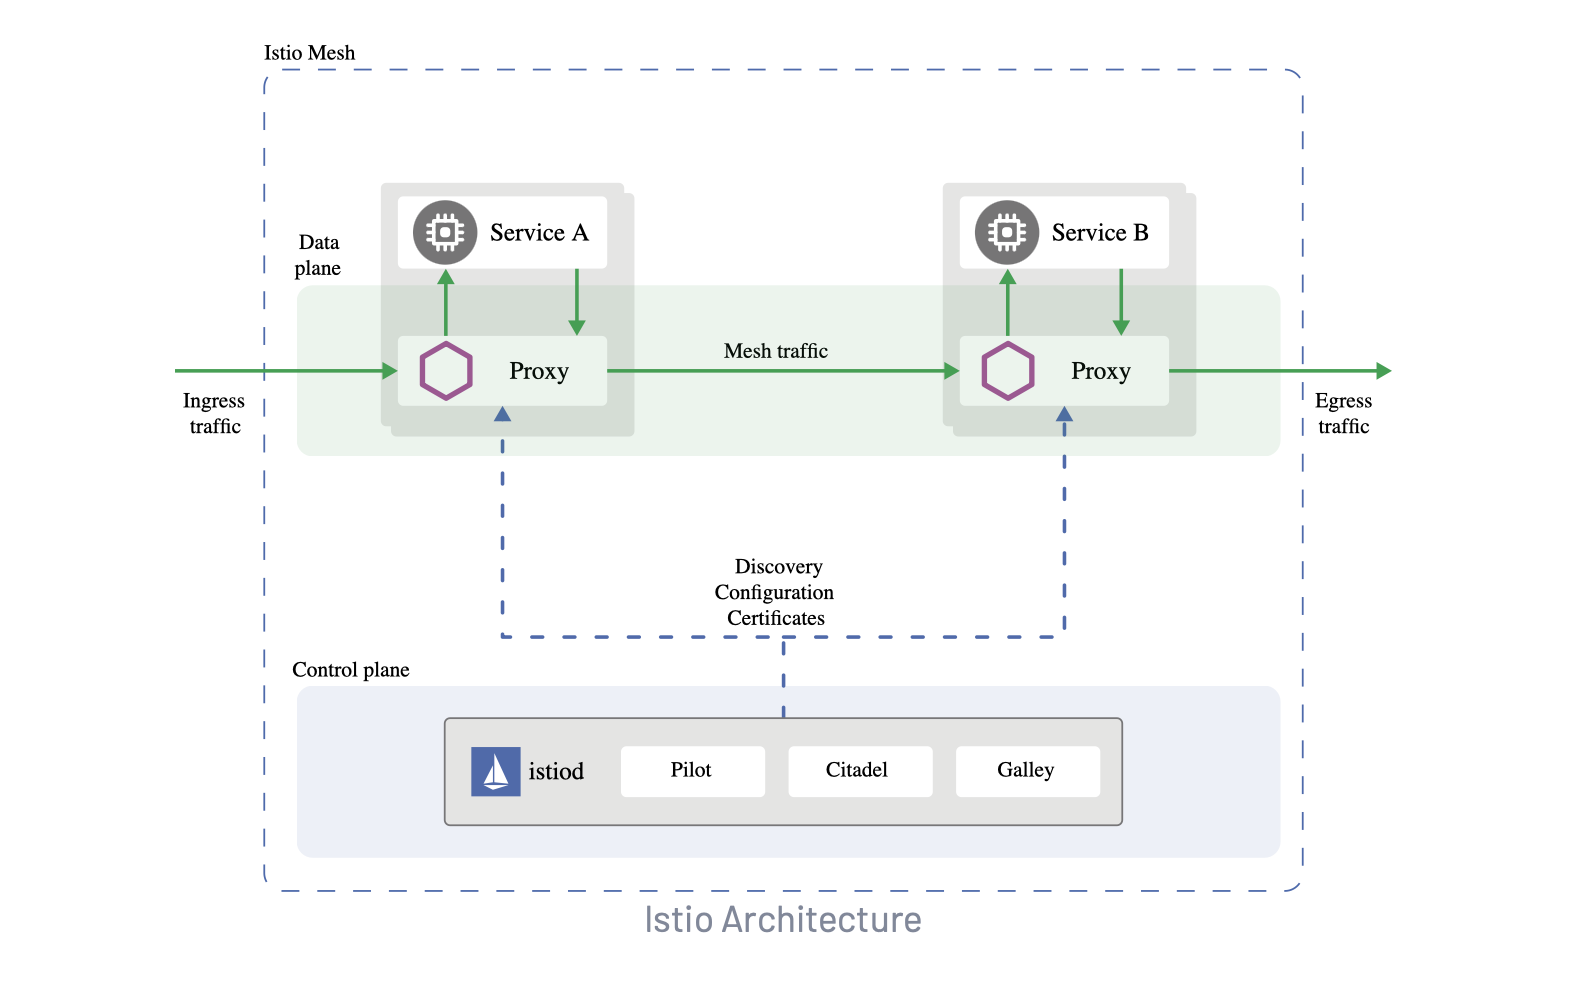 Istio Mesh
Data
plane
Service A
Service B
Proxy
Mesh traffic
Proxy
Ingress
traffic
Egress
traffic
Discovery
Configuration
Certificates
Control plane
istiod
Pilot
Citadel
Galley
Istio Architecture